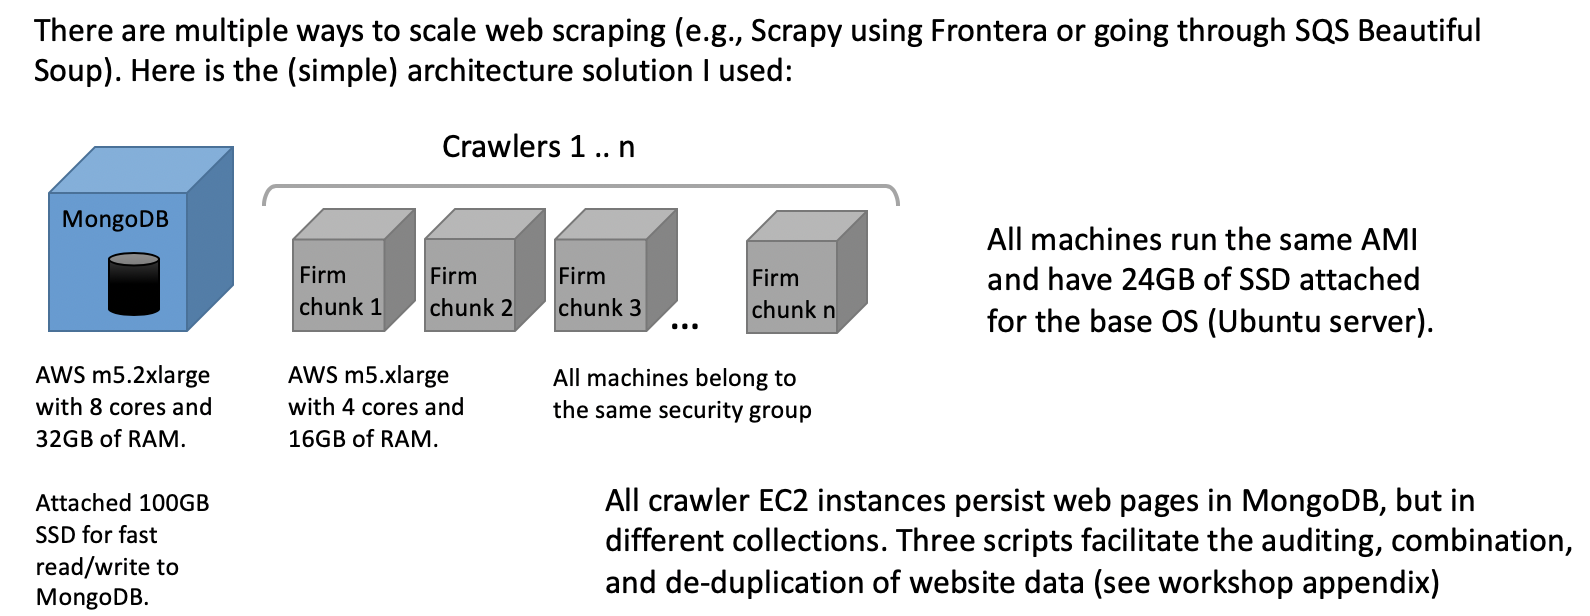 There are multiple ways to scale web scraping (e.g., Scrapy using Frontera or going through SQS Beautiful
Soup). Here is the (simple) architecture solution I used:
Crawlers 1 .. n
MongoDB
Firm
chunk 1
Firm
chunk 2
Firm
chunk 3
...
Firm
chunk n
All machines run the same AMI
and have 24GB of SSD attached
for the base OS (Ubuntu server).
AWS m5.2xlarge
with 8 cores and
32GB of RAM.
AWS m5.xlarge
with 4 cores and
16GB of RAM.
All machines belong to
the same security group
Attached 100GB
SSD for fast
read/write to
MongoDB.
All crawler EC2 instances persist web pages in MongoDB, but in
different collections. Three scripts facilitate the auditing, combination,
and de-duplication of website data (see workshop appendix)